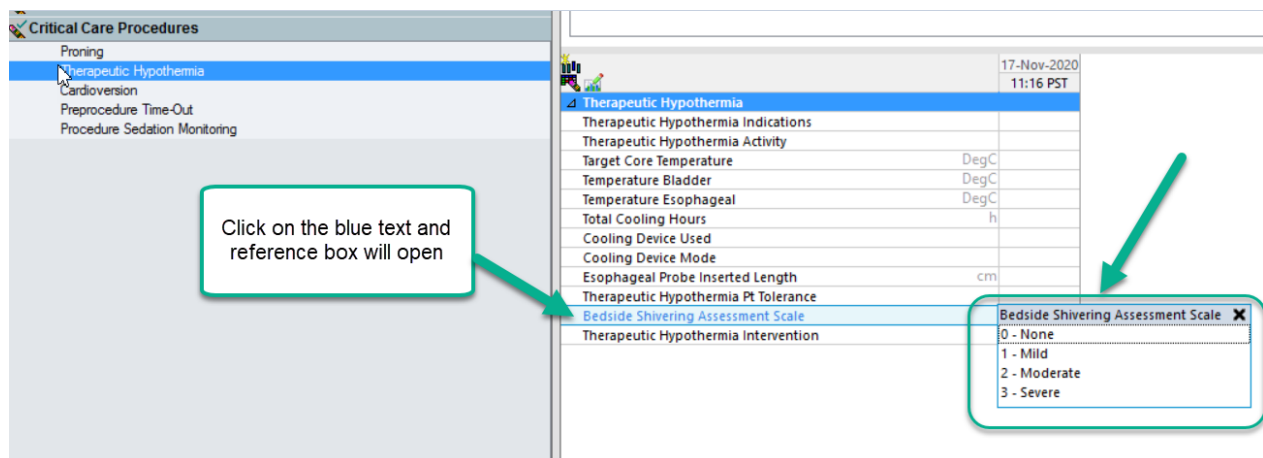 Critical Care Procedures
Proning
Therapeutic Hypothermia
Cardioversion
Preprocedure Time-Out
Procedure Sedation Monitoring
Click on the blue text and
reference box will open
17-Nov-2020
11:16 PST
Therapeutic Hypothermia
Therapeutic Hypothermia Indications
Therapeutic Hypothermia Activity
Target Core Temperature DegC
Temperature Bladder DegC
Temperature Esophageal DegC
Total Cooling Hours h
Cooling Device Used
Cooling Device Mode
Esophageal Probe Inserted Length cm
Therapeutic Hypothermia Pt Tolerance
Bedside Shivering Assessment Scale
Therapeutic Hypothermia Intervention
Bedside Shivering Assessment Scale
0 - None
1 - Mild
2 - Moderate
3 - Severe